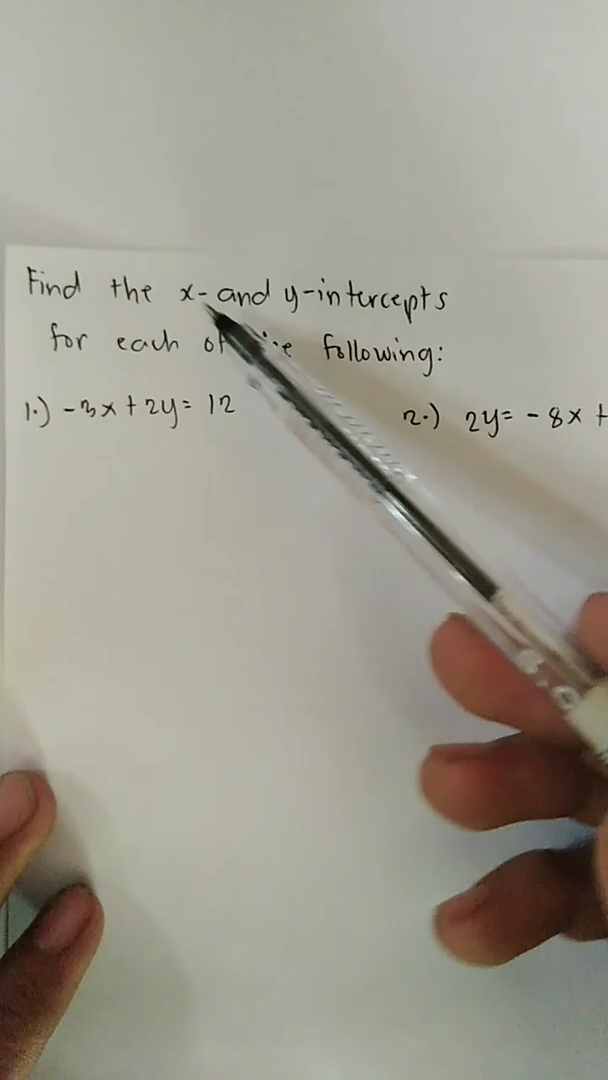 Find the x- and y-intercepts
for each of following:
1.) -3x + 2y = 12
2.) 2y = -8x +